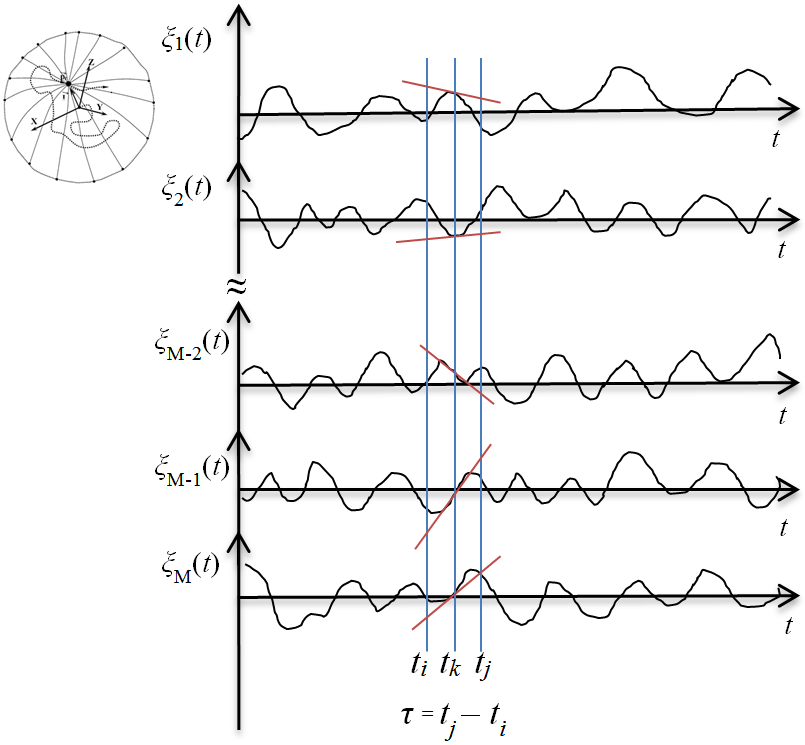 ξ1(t)
Z
Y
X
t
ξ2(t)
t
≈
ξM-2(t)
t
ξM-1(t)
t
ξM(t)
t
ti tk tj
τ = tj – ti